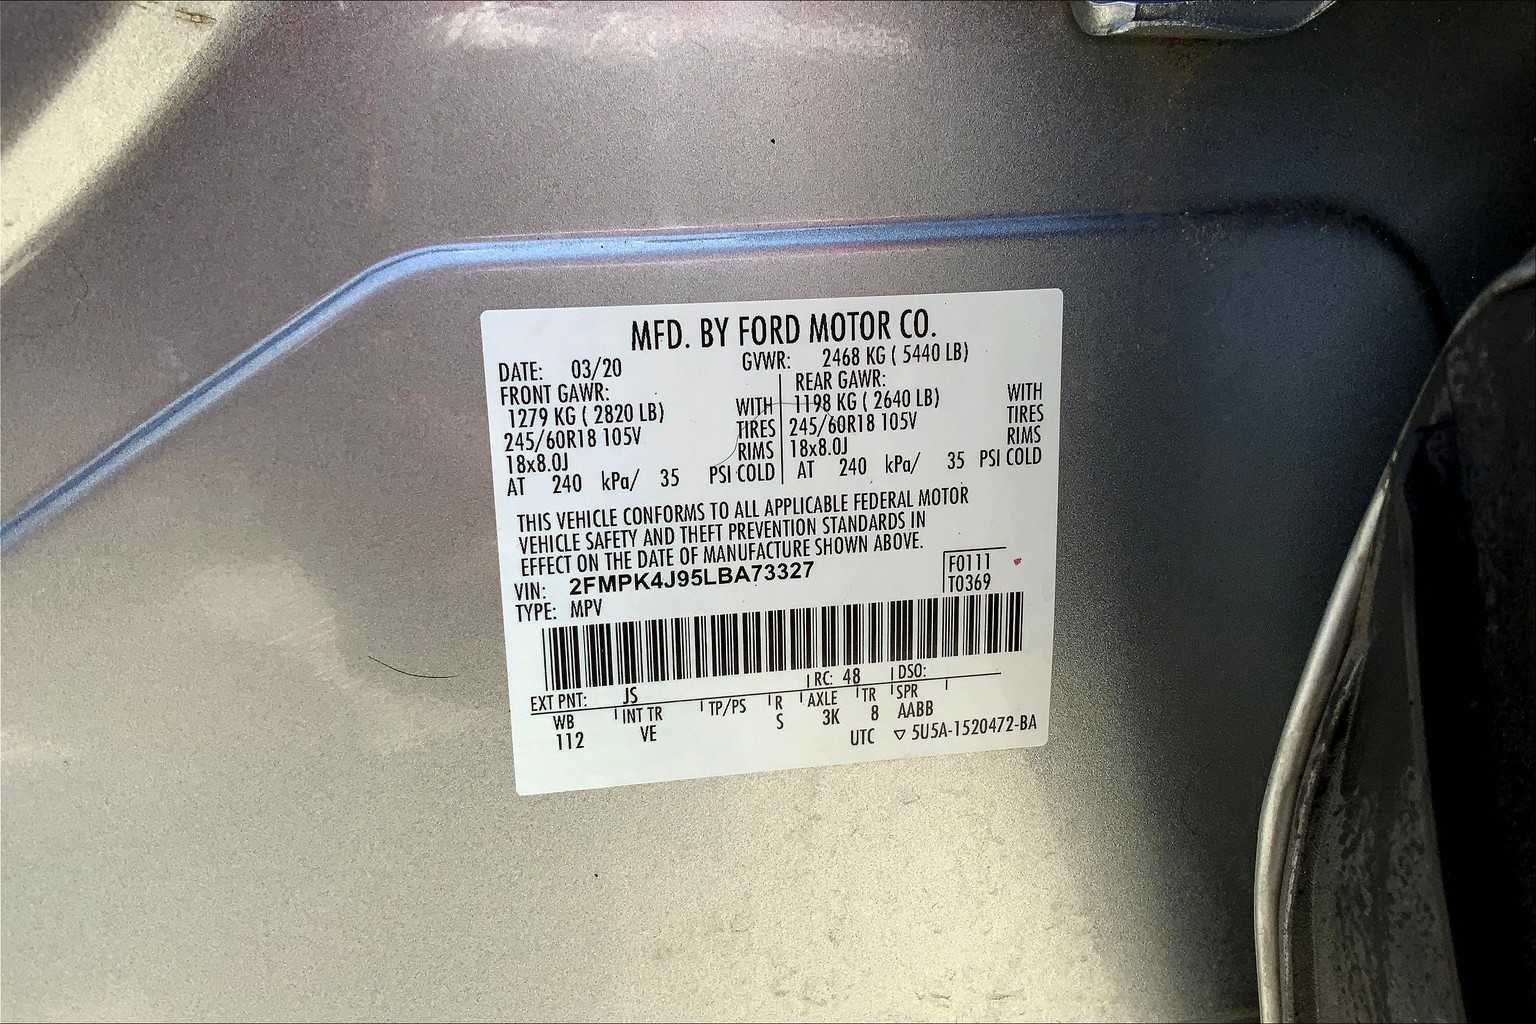 MFD. BY FORD MOTOR CO.
DATE: 03/20 GVWR: 2468 KG ( 5440 LB)
FRONT GAWR: REAR GAWR:
1279 KG ( 2820 LB) WITH 1198 KG ( 2640 LB) WITH
245/60R18 105V TIRES 245/60R18 105V TIRES
18x8.0J RIMS 18x8.0J RIMS
AT 240 kPa/ 35 PSI COLD AT 240 kPa/ 35 PSI COLD
THIS VEHICLE CONFORMS TO ALL APPLICABLE FEDERAL MOTOR
VEHICLE SAFETY AND THEFT PREVENTION STANDARDS IN
EFFECT ON THE DATE OF MANUFACTURE SHOWN ABOVE.
VIN: 2FMPK4J95LBA73327 F0111
TYPE: MPV T0369
EXT PNT: JS RC: 48 DSO:
WB INT TR TP/PS R AXLE TR SPR
112 VE S 3K 8 AABB
UTC ▽ 5U5A-1520472-BA